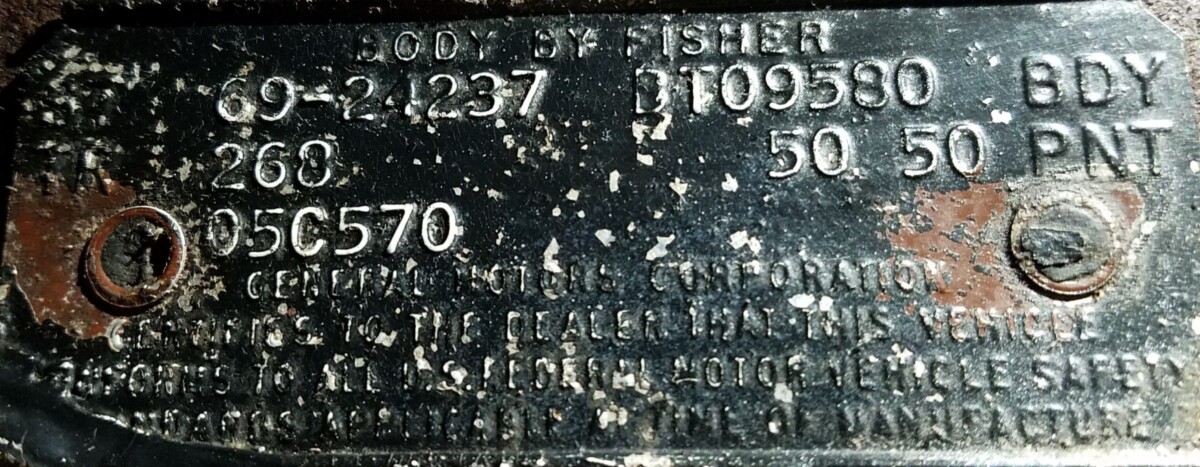 BODY BY FISHER
ST 69-24237 BT09580 BDY
TR 268 50 50 PNT
05C570
GENERAL MOTORS CORPORATION
CERTIFIES TO THE DEALER THAT THIS VEHICLE
CONFORMS TO ALL U.S. FEDERAL MOTOR VEHICLE SAFETY
STANDARDS APPLICABLE AT TIME OF MANUFACTURE